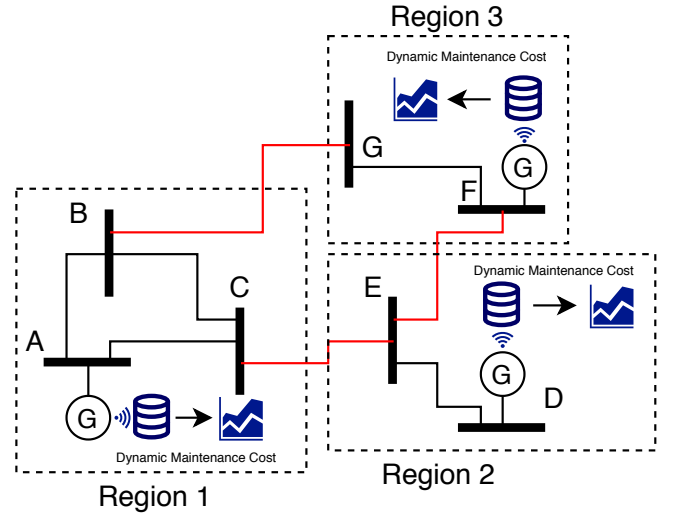 Region 3
Dynamic Maintenance Cost
G
G
F
B
Dynamic Maintenance Cost
C
E
A
G
G
D
Dynamic Maintenance Cost
Region 2
Region 1